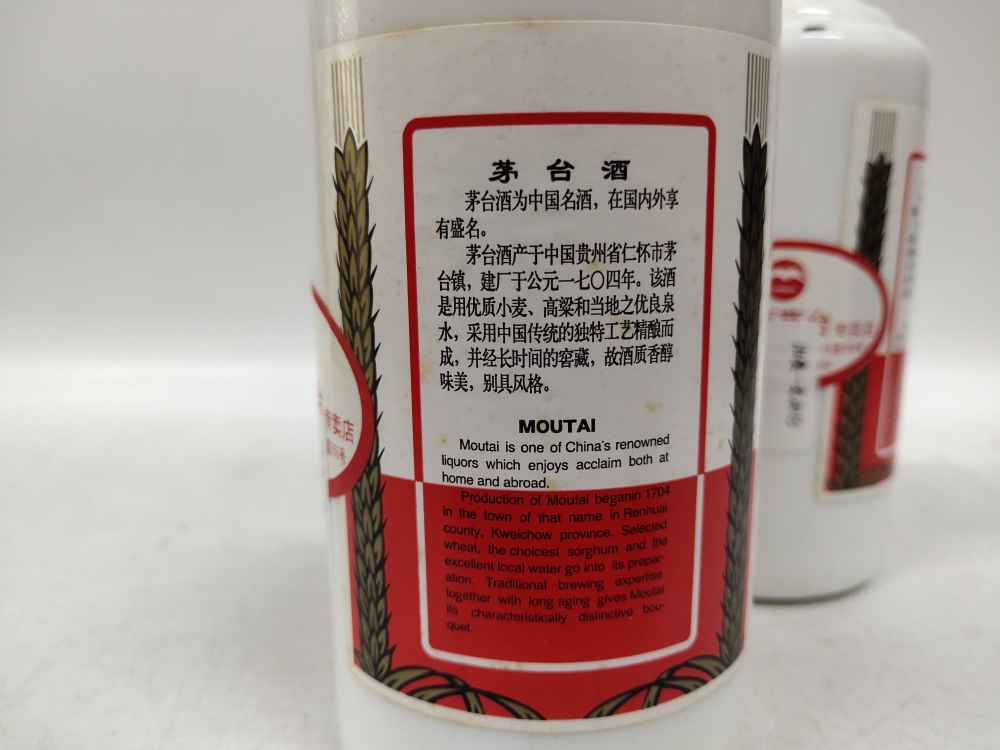 茅台酒
茅台酒为中国名酒，在国内外享
有盛名。
茅台酒产于中国贵州省仁怀市茅
台镇，建厂于公元一七〇四年。该酒
是用优质小麦、高粱和当地之优良泉
水，采用中国传统的独特工艺精酿而
成，并经长时间的窖藏，故酒质香醇
味美，别具风格。
MOUTAI
Moutai is one of China's renowned
liquors which enjoys acclaim both at
home and abroad.
Production of Moutai beganin 1704
in the town of that name in Renhuai
county, Kweichow province. Selected
wheat, the choicest sorghum and the
excellent local water go into its prepar-
ation. Traditional brewing expertise
together with long aging gives Moutai
its characteristically distinctive bou-
quet.
卖店